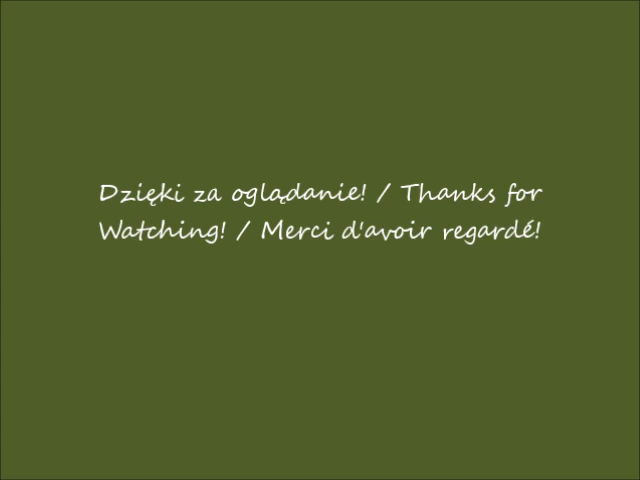 Dzięki za oglądanie! / Thanks for
Watching! / Merci d'avoir regardé!